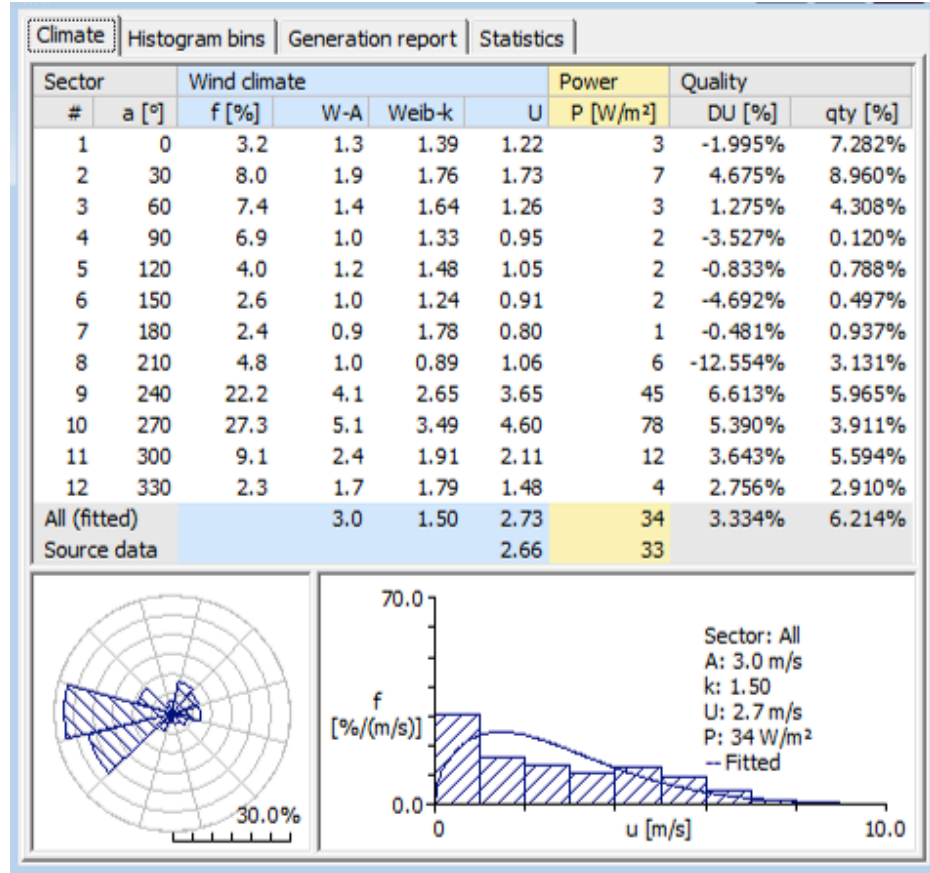 Climate Histogram bins Generation report Statistics
Sector Wind climate Power Quality
# a [°] f [%] W-A Weib-k U P [W/m²] DU [%] qty [%]
1 0 3.2 1.3 1.39 1.22 3 -1.995% 7.282%
2 30 8.0 1.9 1.76 1.73 7 4.675% 8.960%
3 60 7.4 1.4 1.64 1.26 3 1.275% 4.308%
4 90 6.9 1.0 1.33 0.95 2 -3.527% 0.120%
5 120 4.0 1.2 1.48 1.05 2 -0.833% 0.788%
6 150 2.6 1.0 1.24 0.91 2 -4.692% 0.497%
7 180 2.4 0.9 1.78 0.80 1 -0.481% 0.937%
8 210 4.8 1.0 0.89 1.06 6 -12.554% 3.131%
9 240 22.2 4.1 2.65 3.65 45 6.613% 5.965%
10 270 27.3 5.1 3.49 4.60 78 5.390% 3.911%
11 300 9.1 2.4 1.91 2.11 12 3.643% 5.594%
12 330 2.3 1.7 1.79 1.48 4 2.756% 2.910%
All (fitted) 3.0 1.50 2.73 34 3.334% 6.214%
Source data 2.66 33
30.0%
70.0
f
[%/(m/s)]
0.0
0 u [m/s] 10.0
Sector: All
A: 3.0 m/s
k: 1.50
U: 2.7 m/s
P: 34 W/m²
-- Fitted